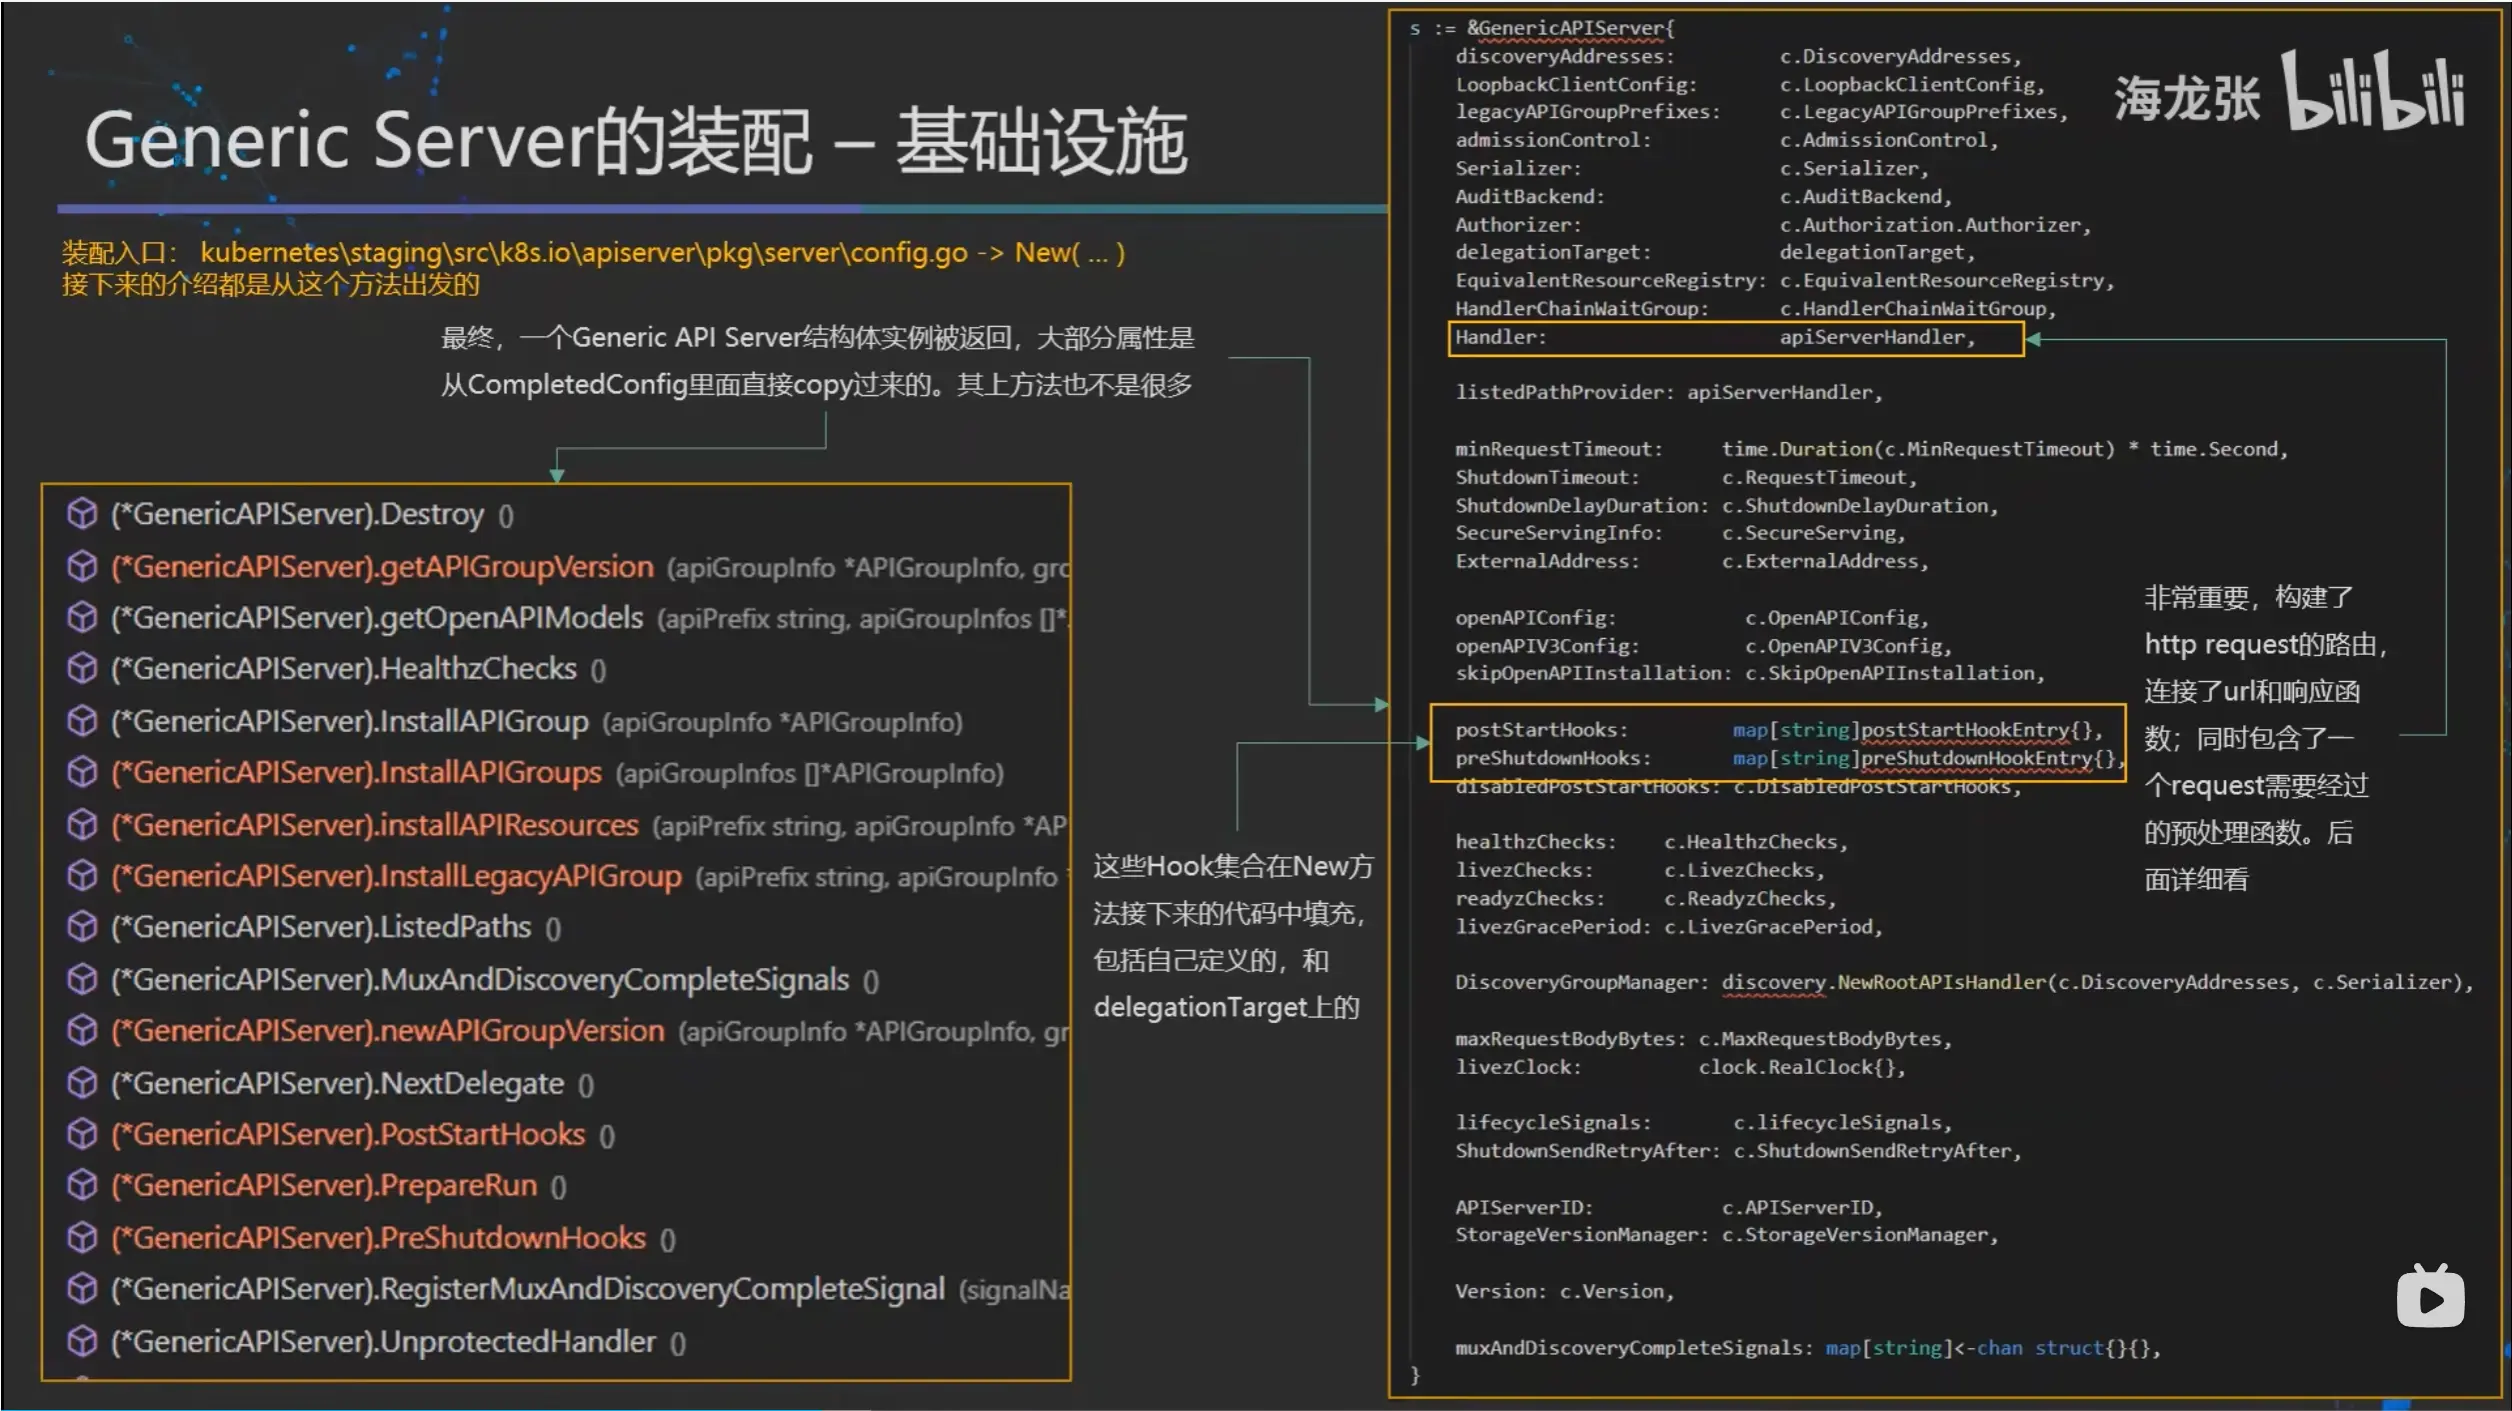 Generic Server的装配 – 基础设施
装配入口： kubernetes\staging\src\k8s.io\apiserver\pkg\server\config.go -> New( ... )
接下来的介绍都是从这个方法出发的
最终，一个Generic API Server结构体实例被返回，大部分属性是
从CompletedConfig里面直接copy过来的。其上方法也不是很多
(*GenericAPIServer).Destroy ()
(*GenericAPIServer).getAPIGroupVersion (apiGroupInfo *APIGroupInfo, grc
(*GenericAPIServer).getOpenAPIModels (apiPrefix string, apiGroupInfos []*
(*GenericAPIServer).HealthzChecks ()
(*GenericAPIServer).InstallAPIGroup (apiGroupInfo *APIGroupInfo)
(*GenericAPIServer).InstallAPIGroups (apiGroupInfos []*APIGroupInfo)
(*GenericAPIServer).installAPIResources (apiPrefix string, apiGroupInfo *AP
(*GenericAPIServer).InstallLegacyAPIGroup (apiPrefix string, apiGroupInfo *
(*GenericAPIServer).ListedPaths ()
(*GenericAPIServer).MuxAndDiscoveryCompleteSignals ()
(*GenericAPIServer).newAPIGroupVersion (apiGroupInfo *APIGroupInfo, gr
(*GenericAPIServer).NextDelegate ()
(*GenericAPIServer).PostStartHooks ()
(*GenericAPIServer).PrepareRun ()
(*GenericAPIServer).PreShutdownHooks ()
(*GenericAPIServer).RegisterMuxAndDiscoveryCompleteSignal (signalNa
(*GenericAPIServer).UnprotectedHandler ()
这些Hook集合在New方
法接下来的代码中填充，
包括自己定义的，和
delegationTarget上的
s := &GenericAPIServer{
discoveryAddresses: c.DiscoveryAddresses,
LoopbackClientConfig: c.LoopbackClientConfig,
legacyAPIGroupPrefixes: c.LegacyAPIGroupPrefixes,
admissionControl: c.AdmissionControl,
Serializer: c.Serializer,
AuditBackend: c.AuditBackend,
Authorizer: c.Authorization.Authorizer,
delegationTarget: delegationTarget,
EquivalentResourceRegistry: c.EquivalentResourceRegistry,
HandlerChainWaitGroup: c.HandlerChainWaitGroup,
Handler: apiServerHandler,
listedPathProvider: apiServerHandler,
minRequestTimeout: time.Duration(c.MinRequestTimeout) * time.Second,
ShutdownTimeout: c.RequestTimeout,
ShutdownDelayDuration: c.ShutdownDelayDuration,
SecureServingInfo: c.SecureServing,
ExternalAddress: c.ExternalAddress,
openAPIConfig: c.OpenAPIConfig,
openAPIV3Config: c.OpenAPIV3Config,
skipOpenAPIInstallation: c.SkipOpenAPIInstallation,
postStartHooks: map[string]postStartHookEntry{},
preShutdownHooks: map[string]preShutdownHookEntry{},
disabledPostStartHooks: c.DisabledPostStartHooks,
healthzChecks: c.HealthzChecks,
livezChecks: c.LivezChecks,
readyzChecks: c.ReadyzChecks,
livezGracePeriod: c.LivezGracePeriod,
DiscoveryGroupManager: discovery.NewRootAPIsHandler(c.DiscoveryAddresses, c.Serializer),
maxRequestBodyBytes: c.MaxRequestBodyBytes,
livezClock: clock.RealClock{},
lifecycleSignals: c.lifecycleSignals,
ShutdownSendRetryAfter: c.ShutdownSendRetryAfter,
APIServerID: c.APIServerID,
StorageVersionManager: c.StorageVersionManager,
Version: c.Version,
muxAndDiscoveryCompleteSignals: map[string]<-chan struct{}{},
}
非常重要，构建了
http request的路由，
连接了url和响应函
数；同时包含了一
个request需要经过
的预处理函数。后
面详细看
海龙张 bilibili